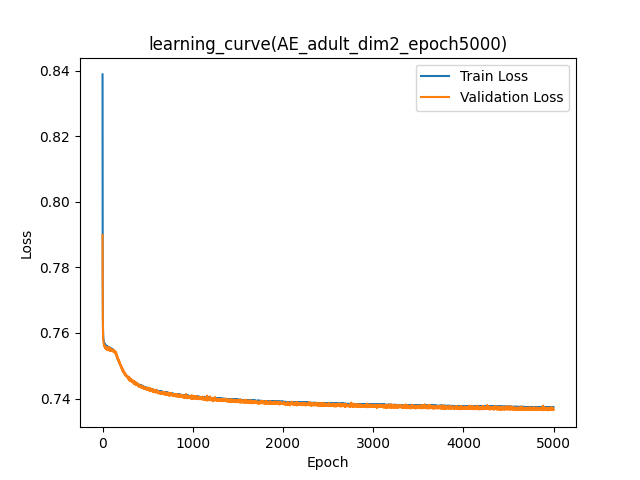 learning_curve(AE_adult_dim2_epoch5000)
Train Loss
Validation Loss
0.84
0.82
0.80
0.78
0.76
0.74
Loss
0
1000
2000
3000
4000
5000
Epoch